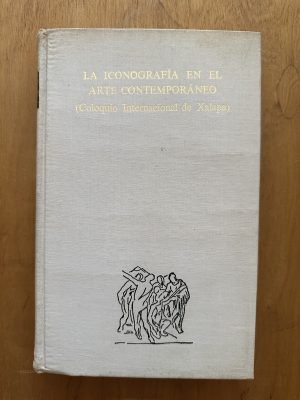 LA ICONOGRAFÍA EN EL
ARTE CONTEMPORÁNEO
(Coloquio Internacional de Xalapa)